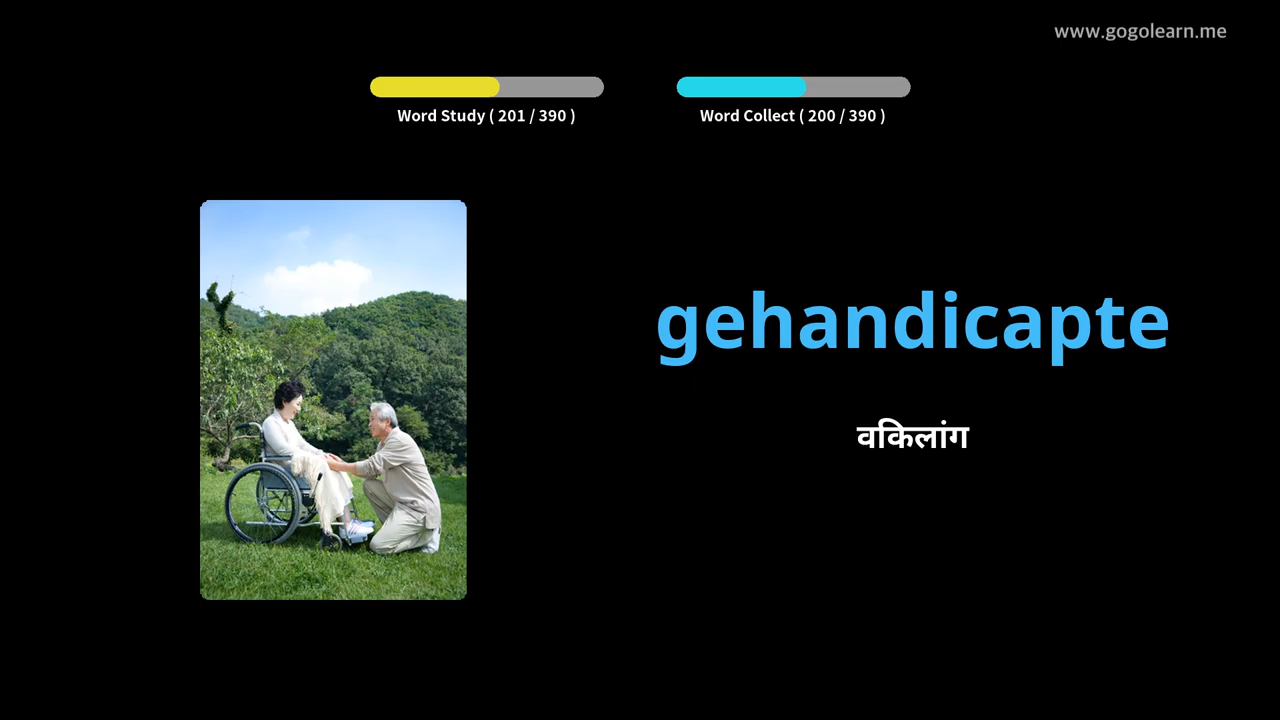 www.gogolearn.me
Word Study ( 201 / 390 )
Word Collect ( 200 / 390 )
gehandicapte
वकिलांग